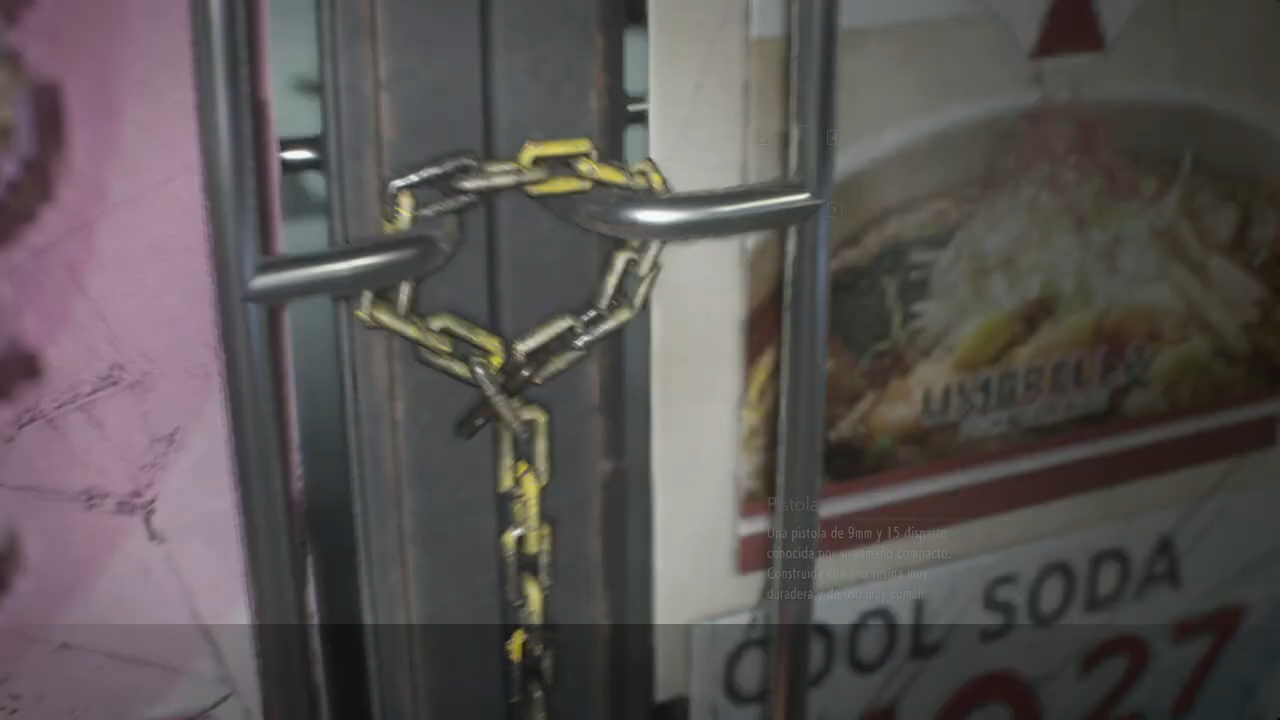 Pistola
Una pistola de 9mm y 15 disparos
conocida por su tamaño compacto.
Construida con una resina muy
duradera y de uso muy común.
COOL SODA
27